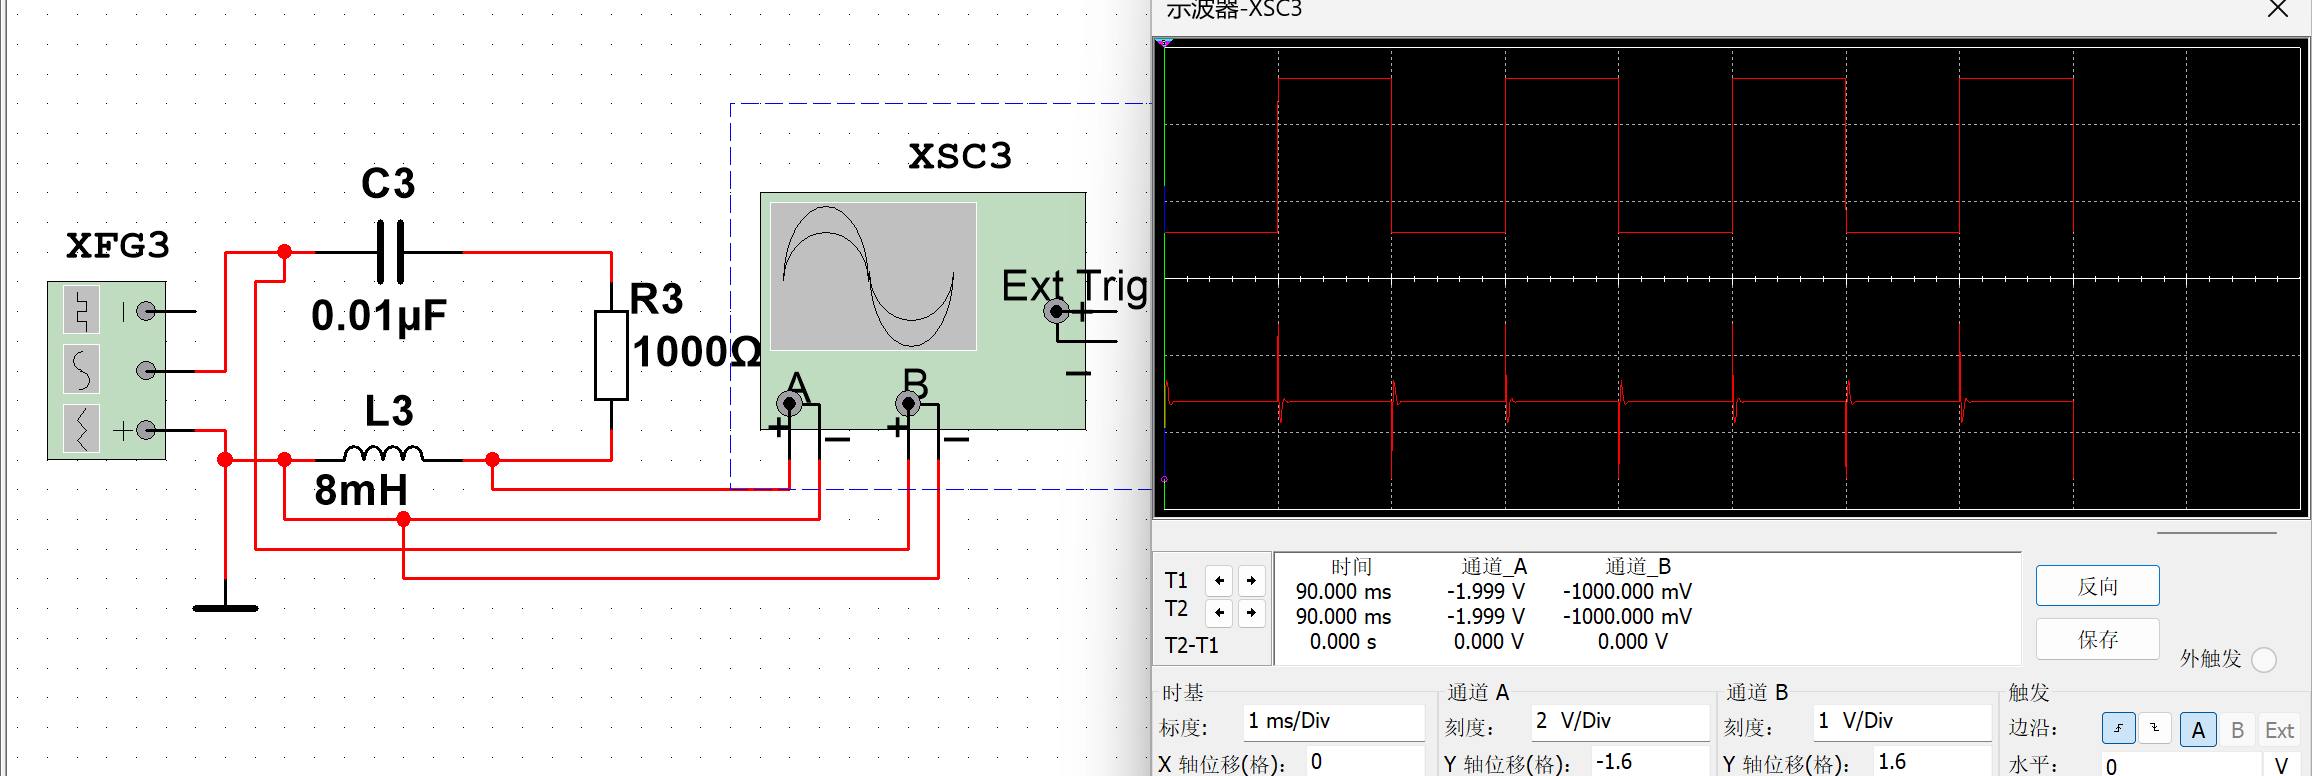 示波器-XSC3
XSC3
C3
XFG3
Ext Trig
R3
0.01µF
1000Ω
A
B
L3
8mH
时间 通道_A 通道_B
T1 90.000 ms -1.999 V -1000.000 mV
T2 90.000 ms -1.999 V -1000.000 mV
T2-T1 0.000 s 0.000 V 0.000 V
反向
保存
外触发
时基 通道 A 通道 B 触发
标度: 1 ms/Div 刻度: 2 V/Div 刻度: 1 V/Div 边沿: A B Ext
X 轴位移(格): 0 Y 轴位移(格): -1.6 Y 轴位移(格): 1.6 水平: 0 V